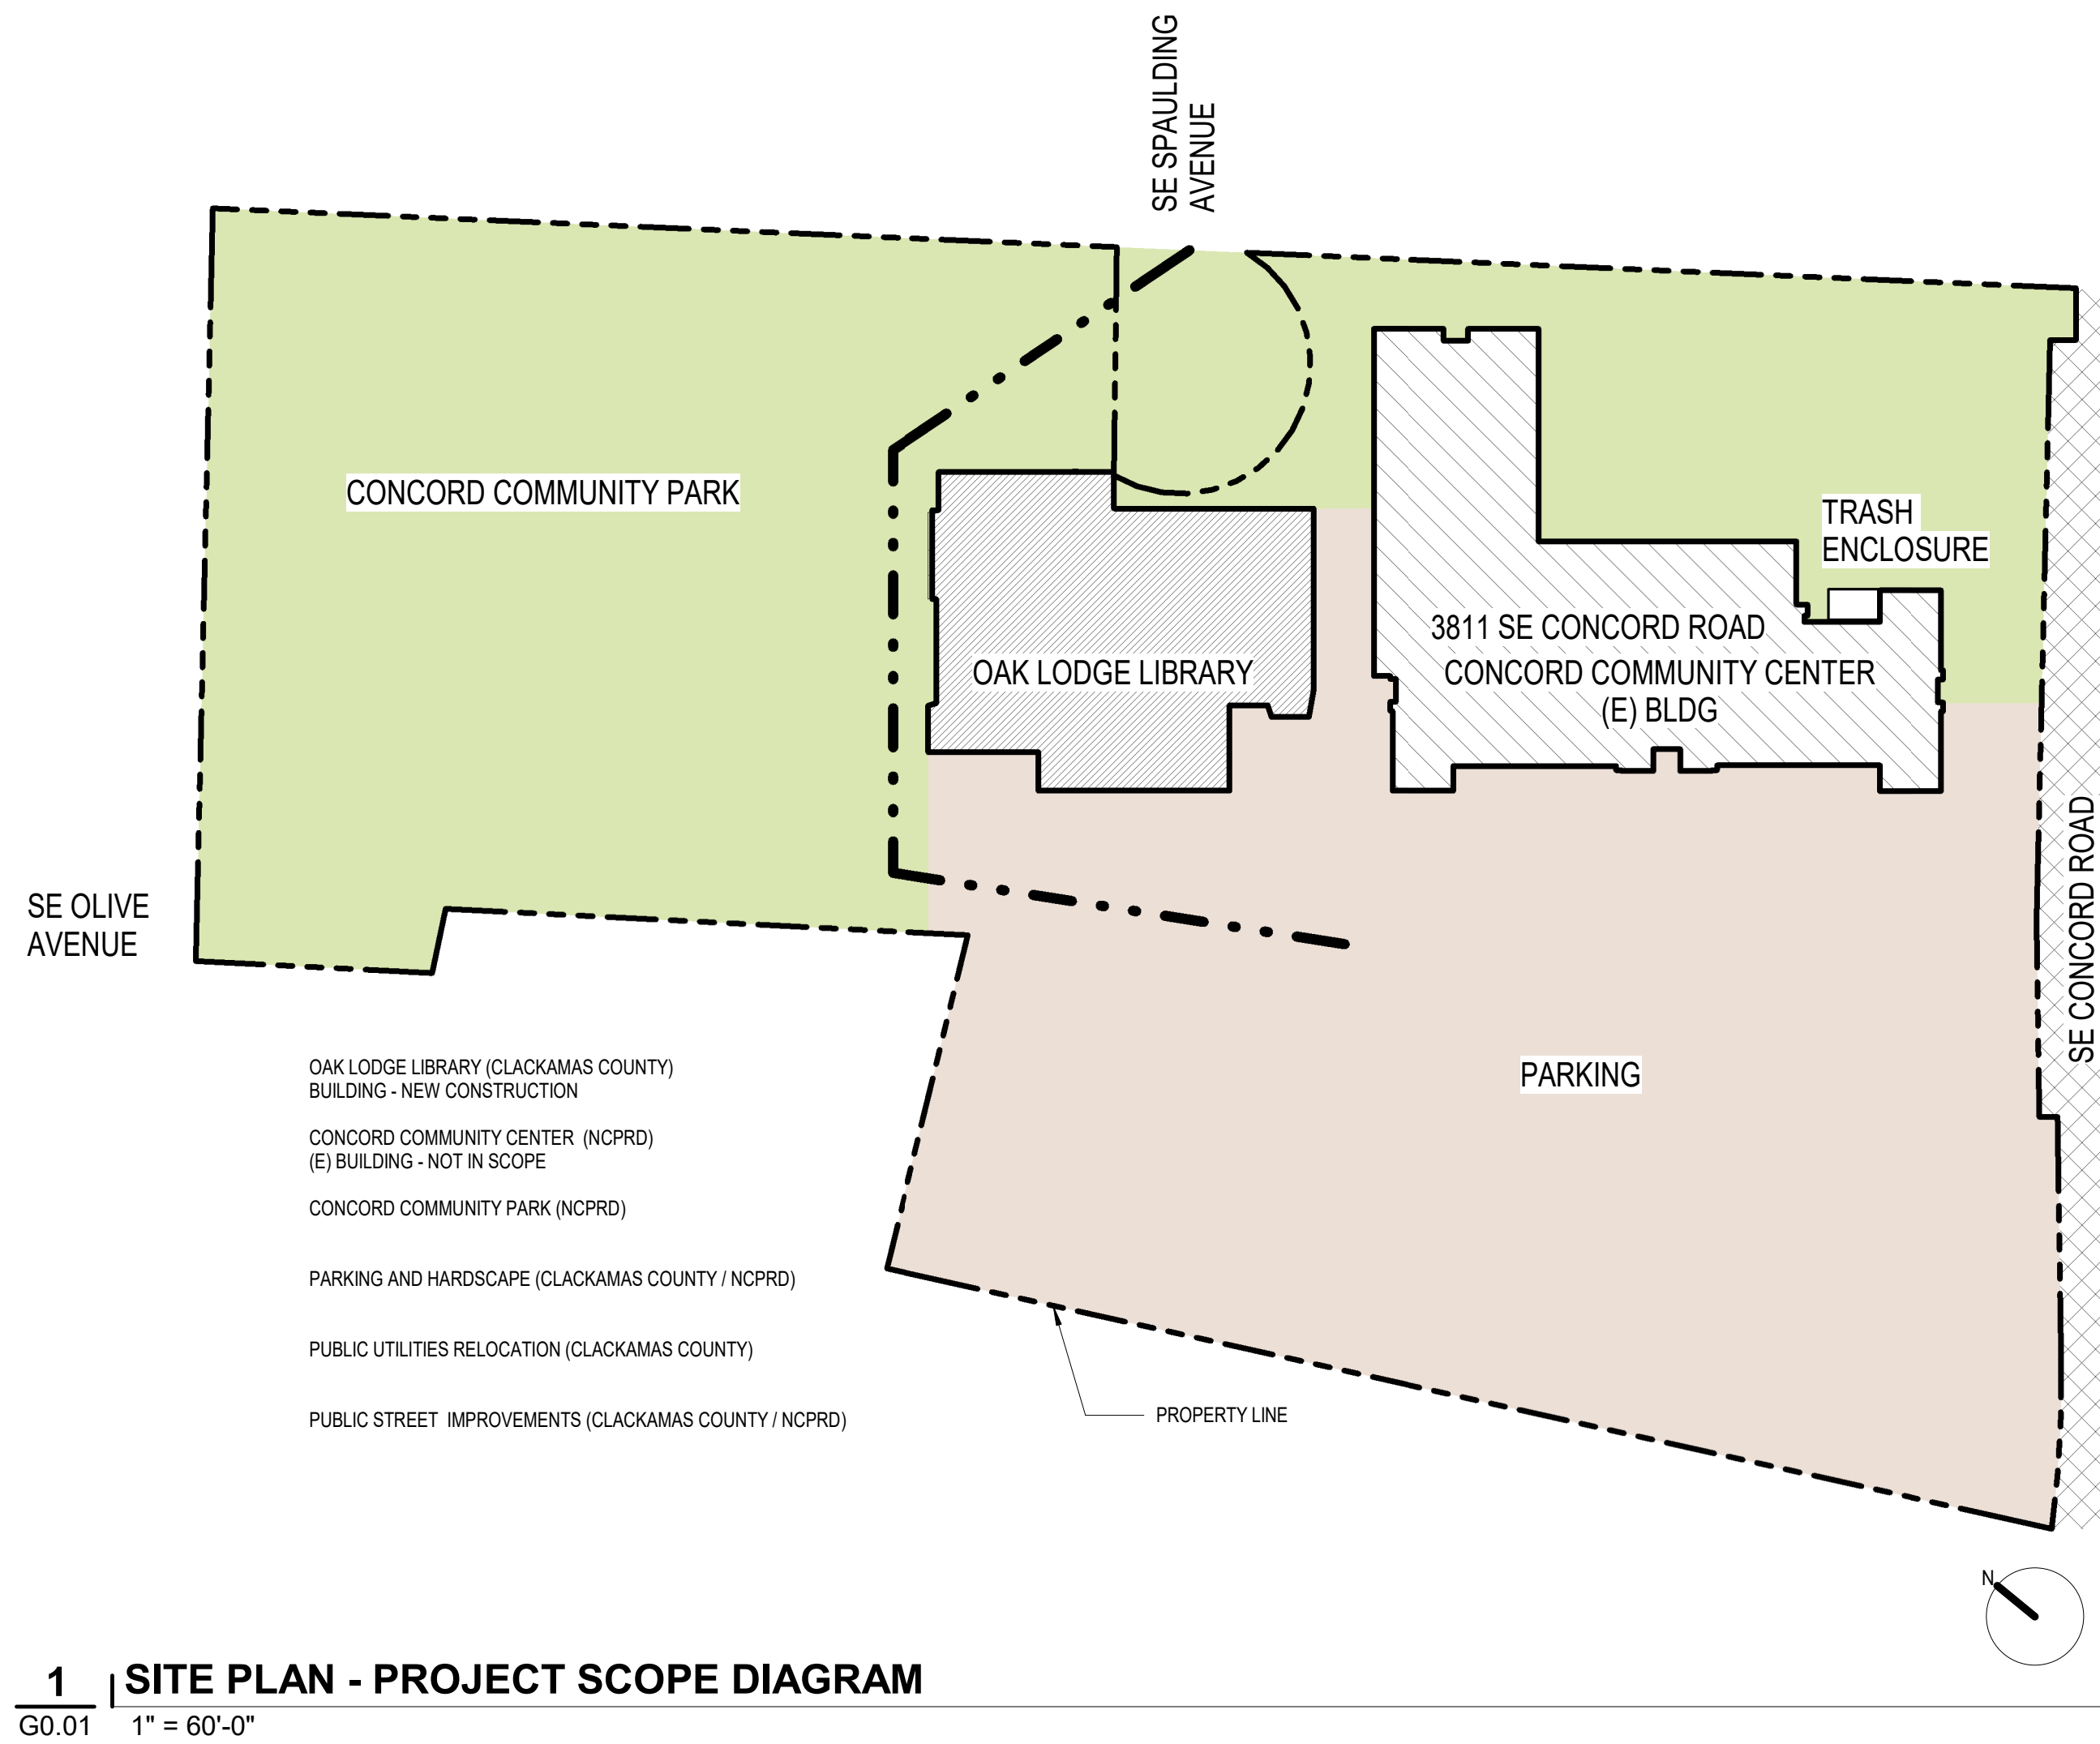 SE SPAULDING
AVENUE
CONCORD COMMUNITY PARK
TRASH
ENCLOSURE
3811 SE CONCORD ROAD
OAK LODGE LIBRARY
CONCORD COMMUNITY CENTER
(E) BLDG
SE OLIVE
AVENUE
SE CONCORD ROAD
PARKING
OAK LODGE LIBRARY (CLACKAMAS COUNTY)
BUILDING - NEW CONSTRUCTION
CONCORD COMMUNITY CENTER (NCPRD)
(E) BUILDING - NOT IN SCOPE
CONCORD COMMUNITY PARK (NCPRD)
PARKING AND HARDSCAPE (CLACKAMAS COUNTY / NCPRD)
PUBLIC UTILITIES RELOCATION (CLACKAMAS COUNTY)
PUBLIC STREET IMPROVEMENTS (CLACKAMAS COUNTY / NCPRD)
PROPERTY LINE
N
1
SITE PLAN - PROJECT SCOPE DIAGRAM
G0.01
1" = 60'-0"